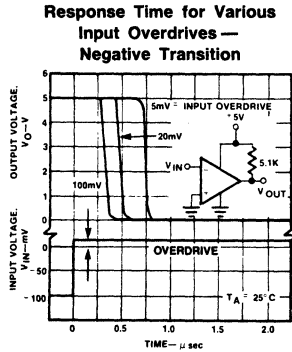 Response Time for Various
Input Overdrives —
Negative Transition
OUTPUT VOLTAGE,
VO—V
6
5
4
3
2
1
0
5mV = INPUT OVERDRIVE
20mV
100mV
+5V
5.1K
VIN
VOUT
INPUT VOLTAGE,
VIN—mV
0
-100
OVERDRIVE
TA = 25°C
0
0.5
1.0
1.5
2.0
TIME— μ sec